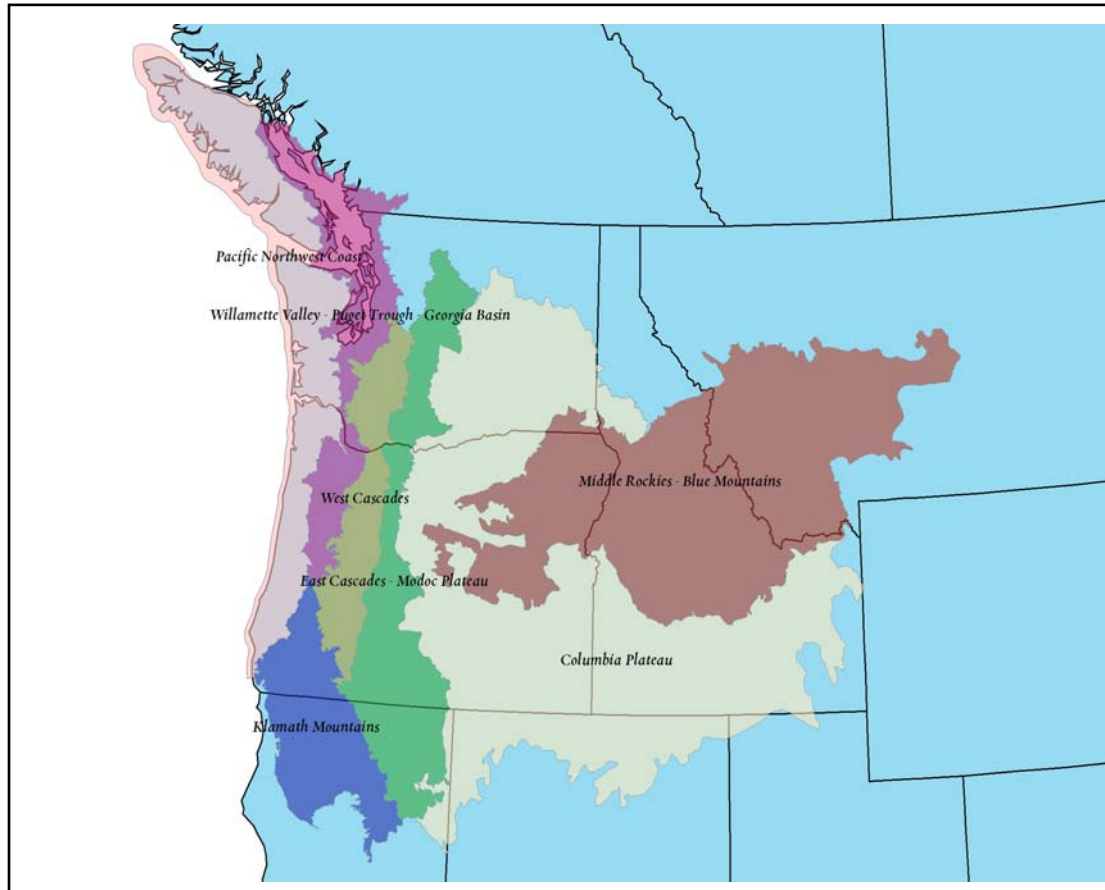 Pacific Northwest Coast
Willamette Valley - Puget Trough - Georgia Basin
Middle Rockies - Blue Mountains
West Cascades
East Cascades - Modoc Plateau
Columbia Plateau
Klamath Mountains